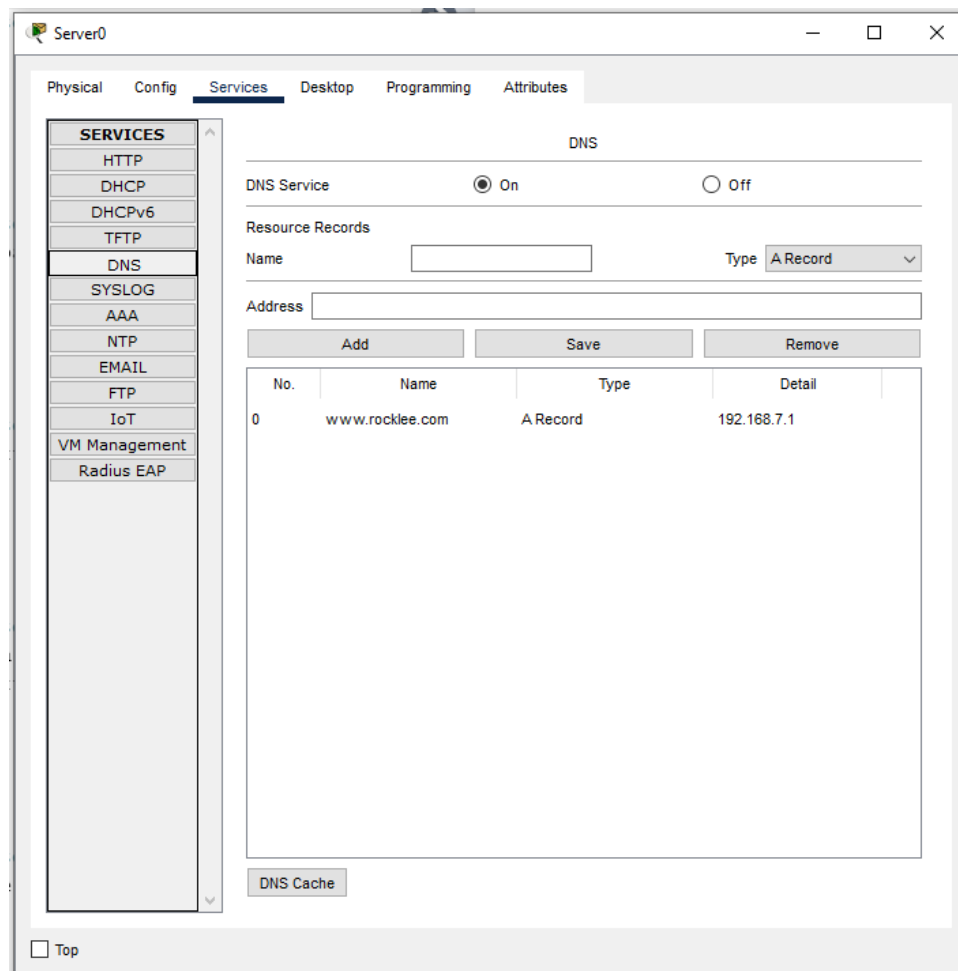 Server0
Physical Config Services Desktop Programming Attributes
SERVICES
HTTP
DHCP
DHCPv6
TFTP
DNS
SYSLOG
AAA
NTP
EMAIL
FTP
IoT
VM Management
Radius EAP
DNS
DNS Service On Off
Resource Records
Name Type A Record
Address
Add Save Remove
No. Name Type Detail
0 www.rocklee.com A Record 192.168.7.1
DNS Cache
Top